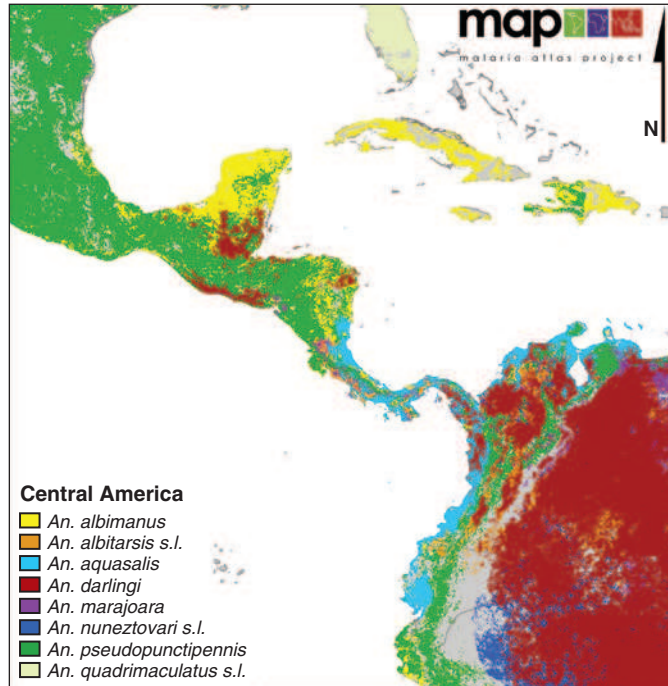 map
malaria atlas project
N
Central America
An. albimanus
An. albitarsis s.l.
An. aquasalis
An. darlingi
An. marajoara
An. nuneztovari s.l.
An. pseudopunctipennis
An. quadrimaculatus s.l.